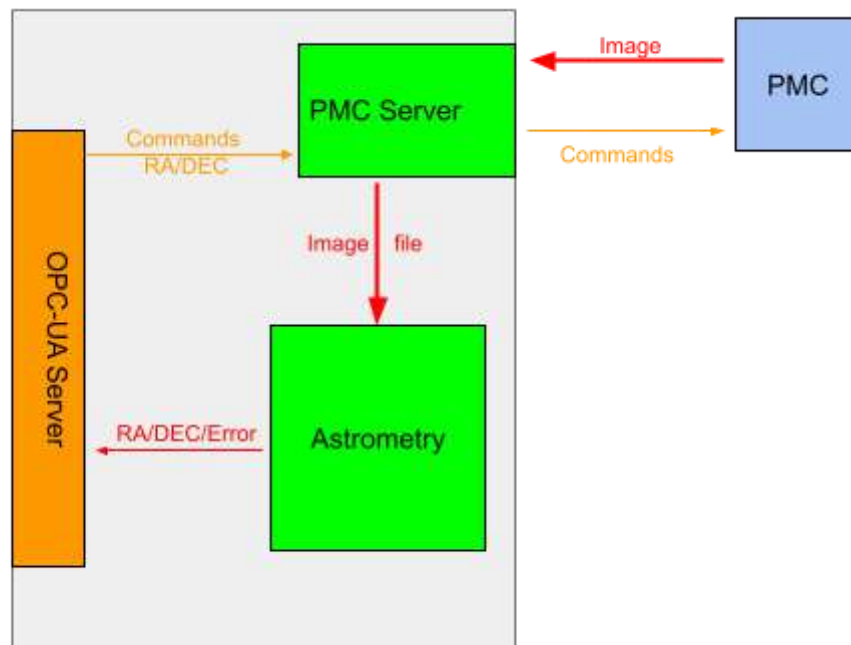 Image
PMC
PMC Server
Commands
RA/DEC
Commands
Image file
OPC-UA Server
RA/DEC/Error
Astrometry